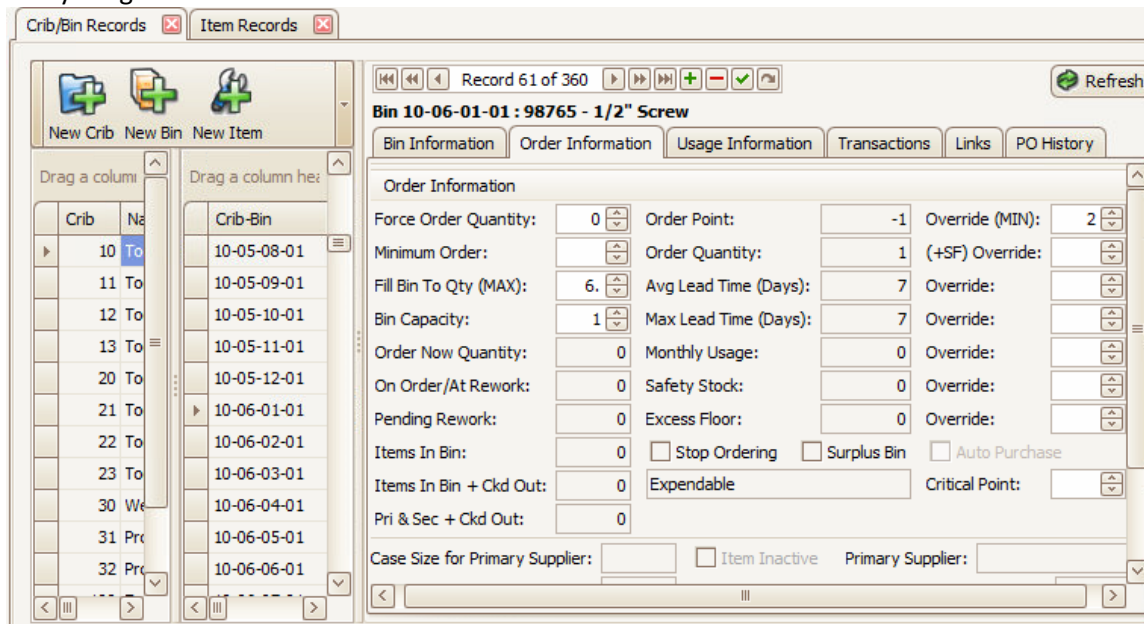 Crib/Bin Records Item Records
New Crib New Bin New Item
Record 61 of 360 Refresh
Bin 10-06-01-01 : 98765 - 1/2" Screw
Bin Information Order Information Usage Information Transactions Links PO History
Drag a colum Drag a column hea
Crib Na Crib-Bin
10 To 10-05-08-01
11 To 10-05-09-01
12 To 10-05-10-01
13 To 10-05-11-01
20 To 10-05-12-01
21 To 10-06-01-01
22 To 10-06-02-01
23 To 10-06-03-01
30 We 10-06-04-01
31 Pro 10-06-05-01
32 Pro 10-06-06-01
Order Information
Force Order Quantity: 0 Order Point: -1 Override (MIN): 2
Minimum Order: Order Quantity: 1 (+SF) Override:
Fill Bin To Qty (MAX): 6. Avg Lead Time (Days): 7 Override:
Bin Capacity: 1 Max Lead Time (Days): 7 Override:
Order Now Quantity: 0 Monthly Usage: 0 Override:
On Order/At Rework: 0 Safety Stock: 0 Override:
Pending Rework: 0 Excess Floor: 0 Override:
Items In Bin: 0 Stop Ordering Surplus Bin Auto Purchase
Items In Bin + Ckd Out: 0 Expendable Critical Point:
Pri & Sec + Ckd Out: 0
Case Size for Primary Supplier: Item Inactive Primary Supplier: